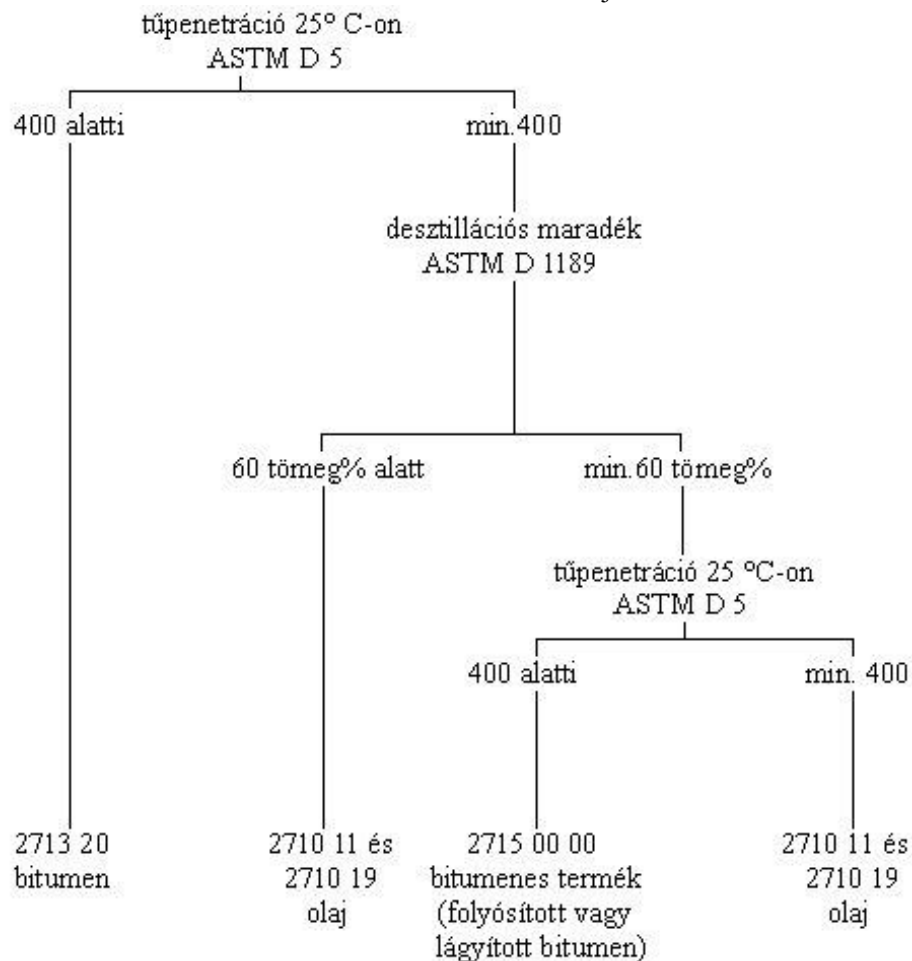 tűpenetráció 25° C-on
ASTM D 5
400 alatti
min.400
desztillációs maradék
ASTM D 1189
60 tömeg% alatt
min.60 tömeg%
tűpenetráció 25 °C-on
ASTM D 5
400 alatti
min. 400
2713 20
bitumen
2710 11 és
2710 19
olaj
2715 00 00
bitumenes termék
(folyósított vagy
lágyított bitumen)
2710 11 és
2710 19
olaj